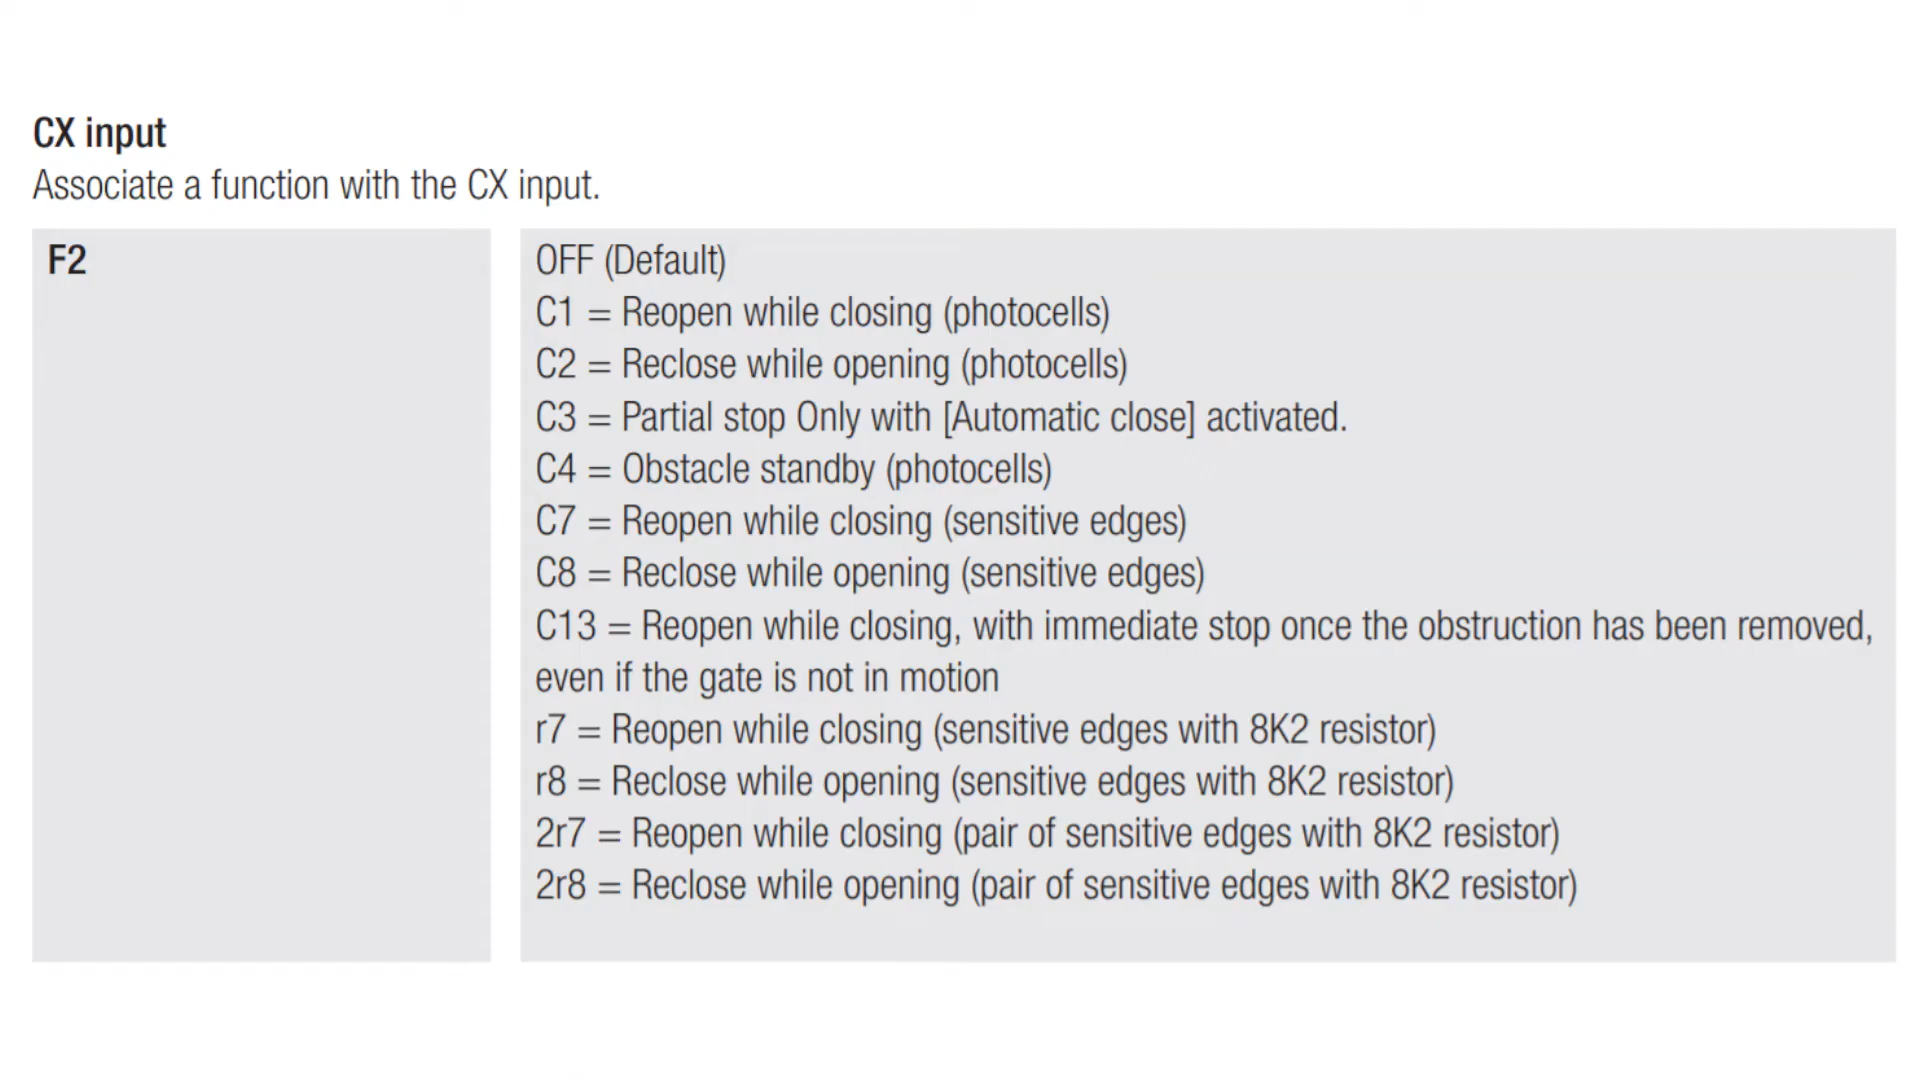 CX input
Associate a function with the CX input.
F2
OFF (Default)
C1 = Reopen while closing (photocells)
C2 = Reclose while opening (photocells)
C3 = Partial stop Only with [Automatic close] activated.
C4 = Obstacle standby (photocells)
C7 = Reopen while closing (sensitive edges)
C8 = Reclose while opening (sensitive edges)
C13 = Reopen while closing, with immediate stop once the obstruction has been removed,
even if the gate is not in motion
r7 = Reopen while closing (sensitive edges with 8K2 resistor)
r8 = Reclose while opening (sensitive edges with 8K2 resistor)
2r7 = Reopen while closing (pair of sensitive edges with 8K2 resistor)
2r8 = Reclose while opening (pair of sensitive edges with 8K2 resistor)